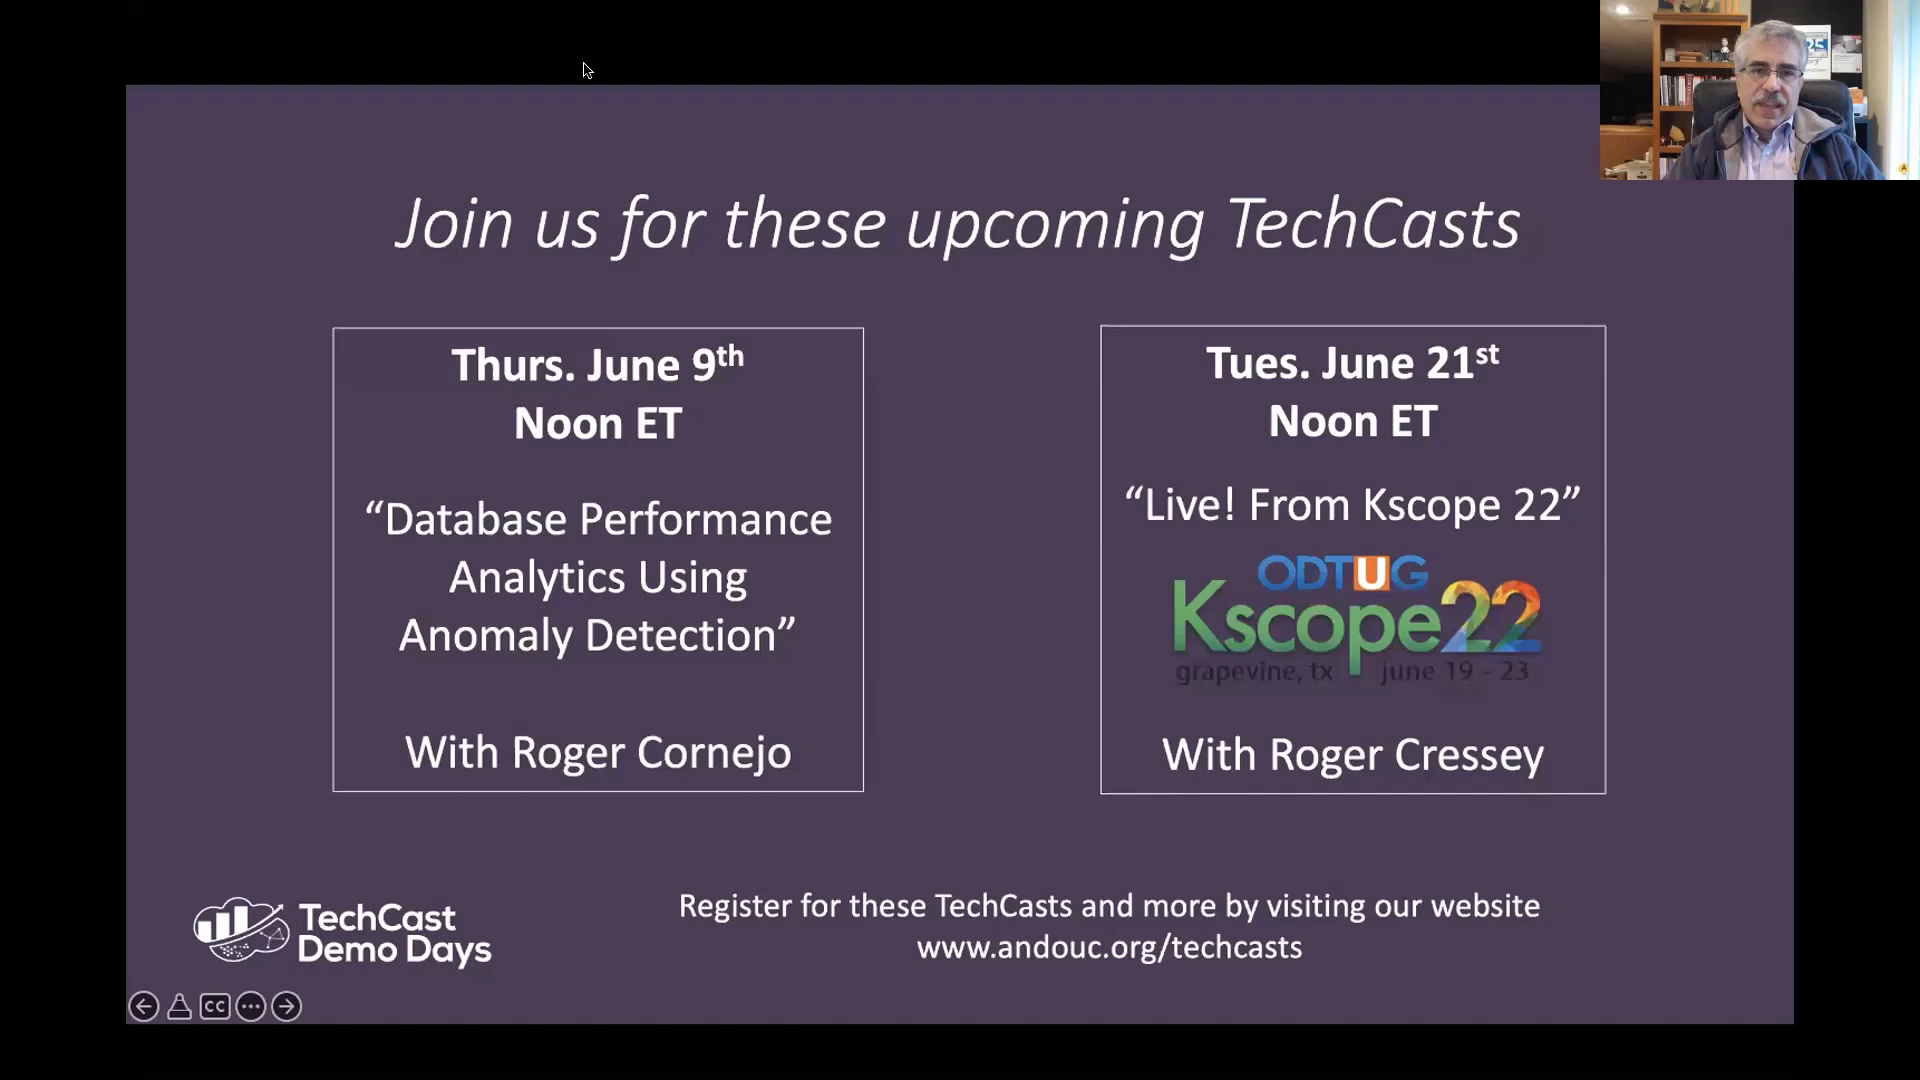 Join us for these upcoming TechCasts
Thurs. June 9th
Noon ET
“Database Performance
Analytics Using
Anomaly Detection”
With Roger Cornejo
Tues. June 21st
Noon ET
“Live! From Kscope 22”
ODTUG
Kscope22
grapevine, tx june 19 - 23
With Roger Cressey
TechCast
Demo Days
Register for these TechCasts and more by visiting our website
www.andouc.org/techcasts
CC